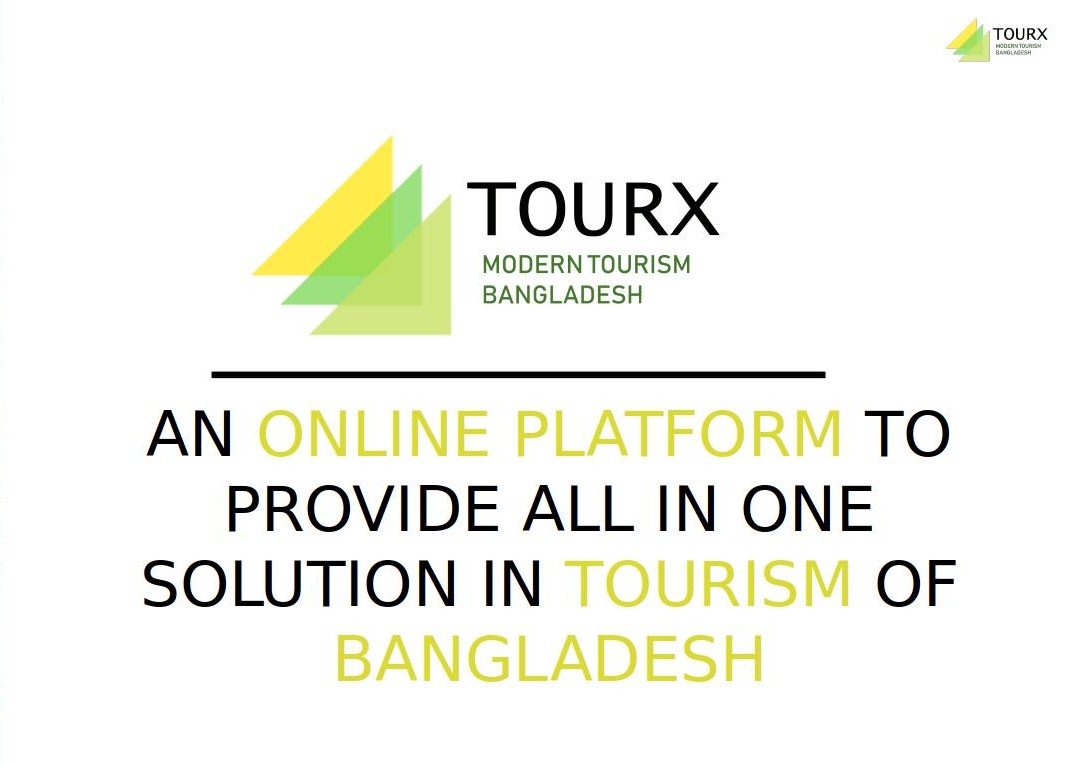 TOURX
MODERN TOURISM
BANGLADESH
TOURX
MODERN TOURISM
BANGLADESH
AN ONLINE PLATFORM TO
PROVIDE ALL IN ONE
SOLUTION IN TOURISM OF
BANGLADESH